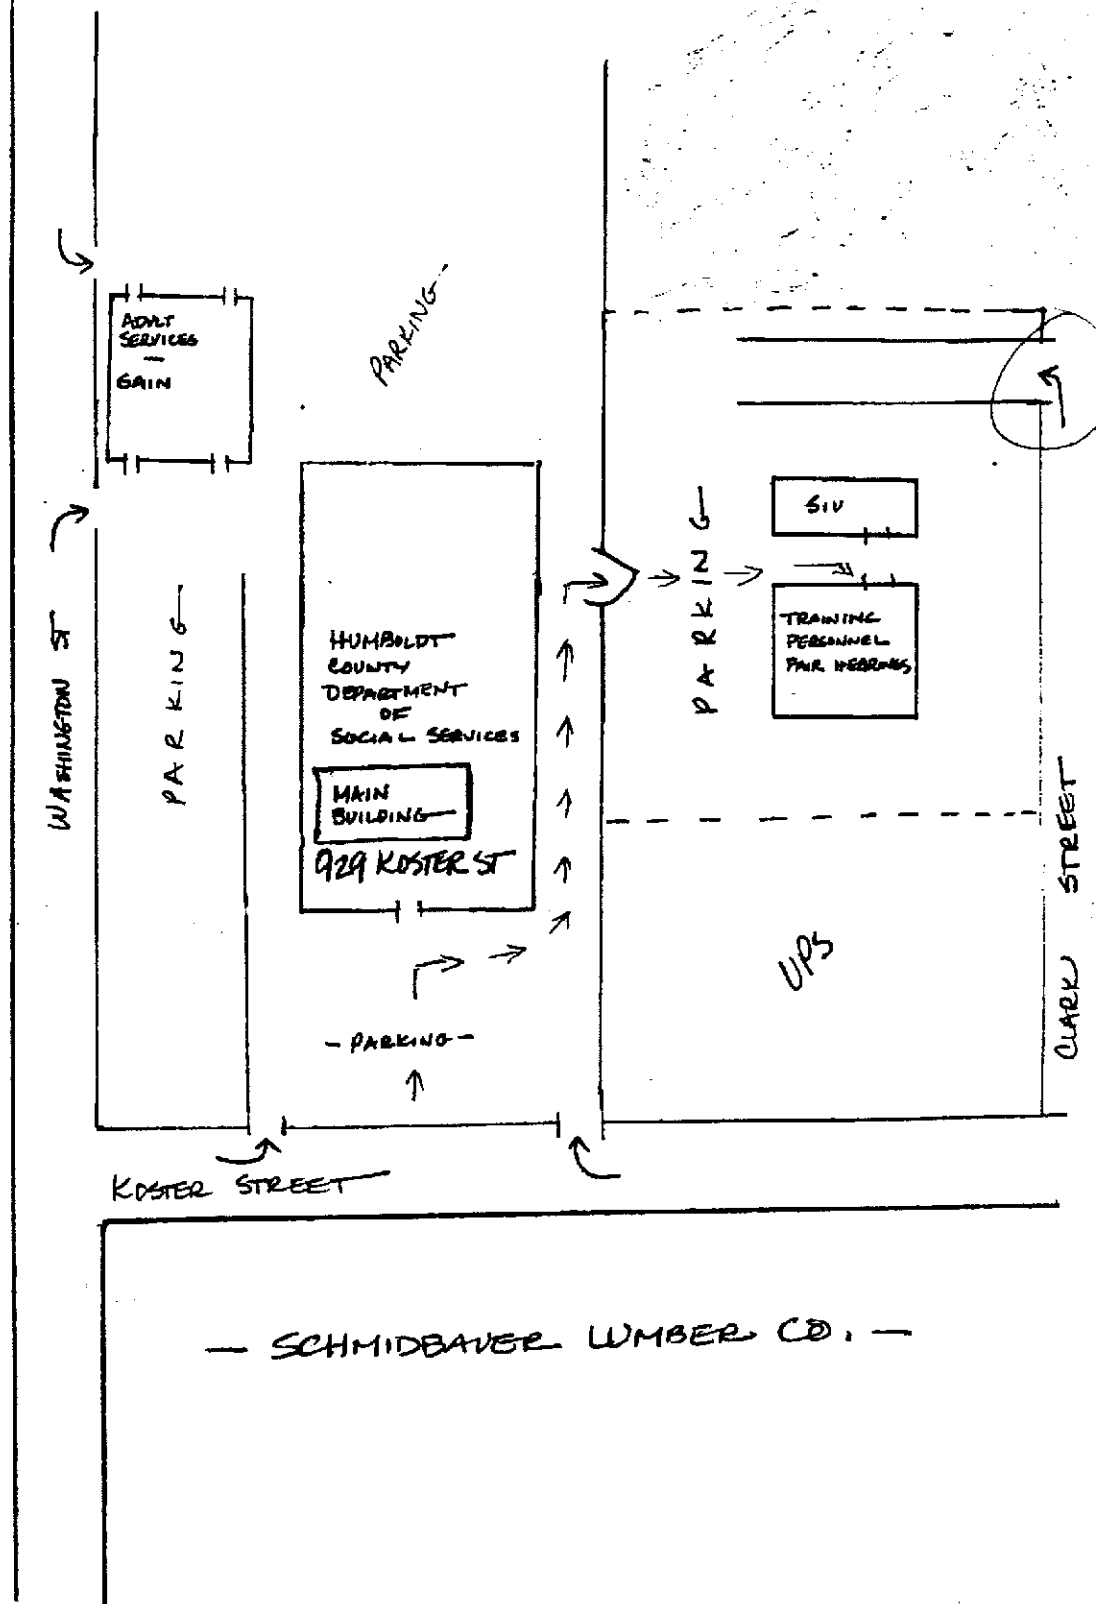 ADULT
SERVICES
—
GAIN
PARKING
SIU
PARKING
TRAINING
PERSONNEL
FAIR HEARINGS
WASHINGTON ST
PARKING
HUMBOLDT
COUNTY
DEPARTMENT
OF
SOCIAL SERVICES
MAIN
BUILDING
929 KOSTER ST
UPS
CLARK STREET
- PARKING -
KOSTER STREET
— SCHMIDBAUER LUMBER CO. —